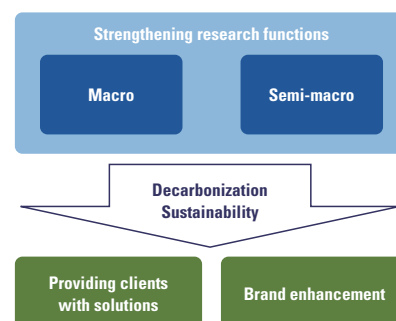 Strengthening research functions
Macro
Semi-macro
Decarbonization
Sustainability
Providing clients
with solutions
Brand enhancement